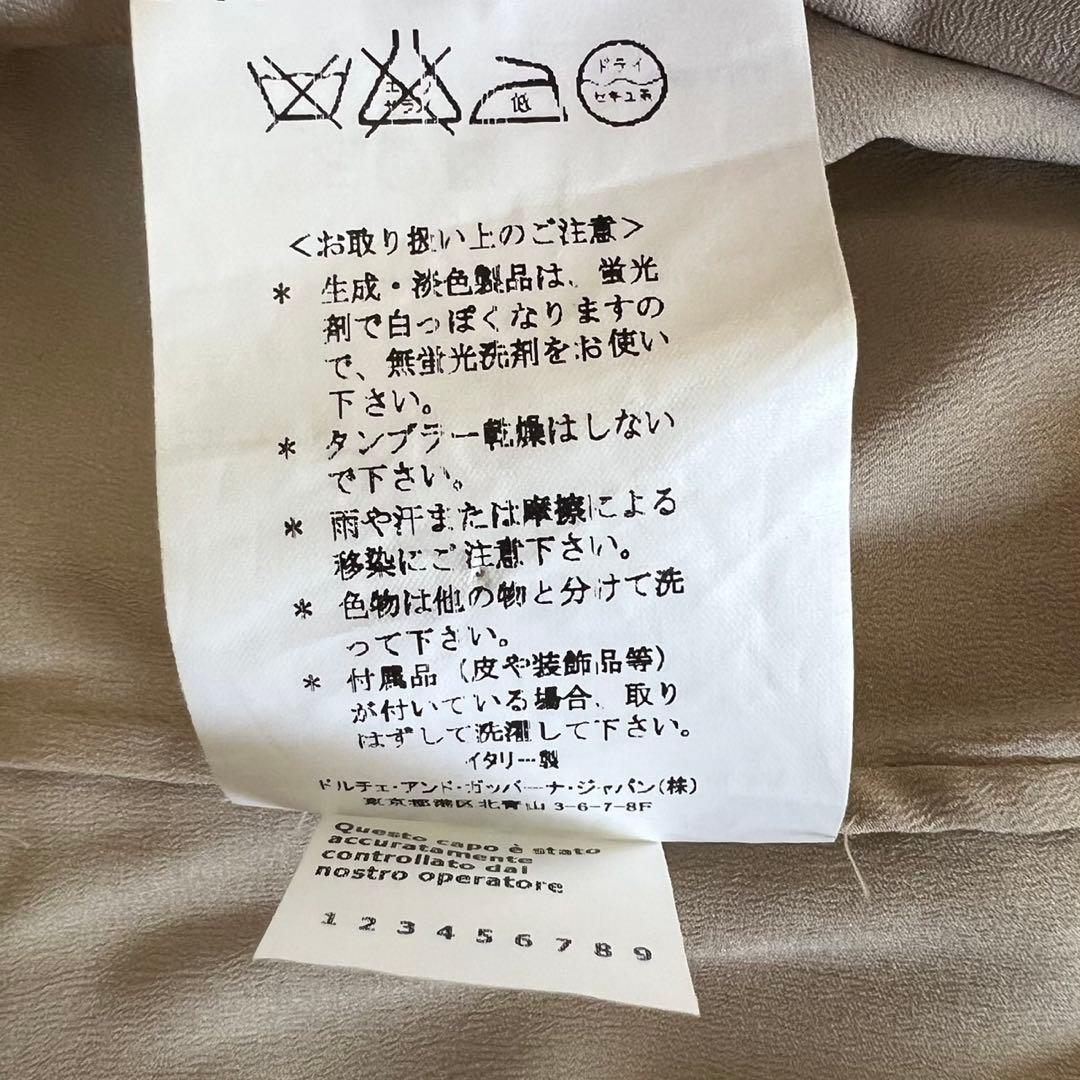 低
ドライ
セキユ系
<お取り扱い上のご注意>
* 生成・淡色製品は、蛍光
剤で白っぽくなりますの
で、無蛍光洗剤をお使い
下さい。
* タンブラー乾燥はしない
で下さい。
* 雨や汗または摩擦による
移染にご注意下さい。
* 色物は他の物と分けて洗
って下さい。
* 付属品（皮や装飾品等）
が付いている場合、取り
はずして洗濯して下さい。
イタリー製
ドルチェ・アンド・ガッバーナ・ジャパン(株)
東京都港区北青山 3-6-7-8F
Questo capo è stato
accuratamente
controllato dal
nostro operatore
1 2 3 4 5 6 7 8 9